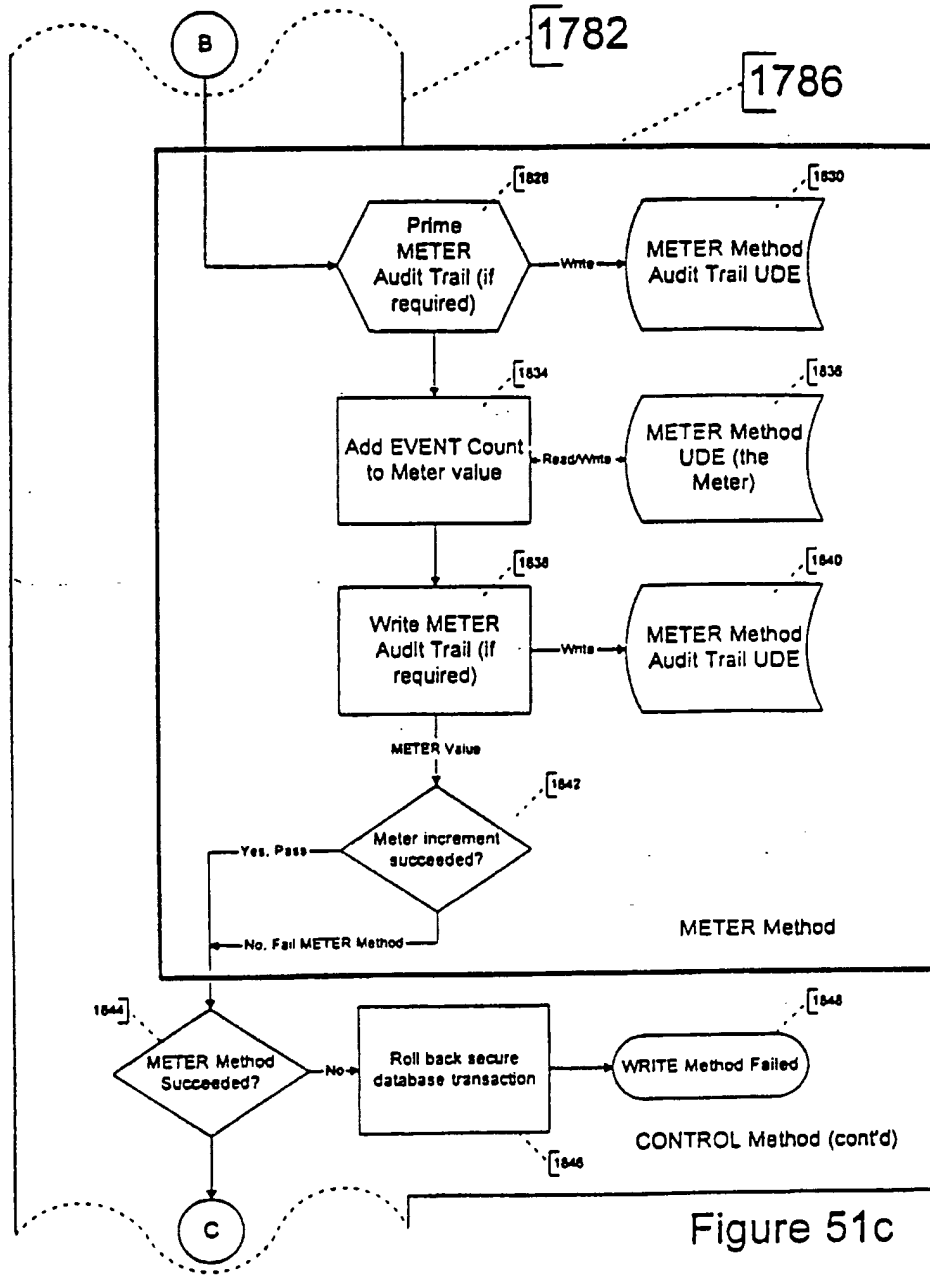 B
1782
1786
1828
Prime
METER
Audit Trail (if
required)
Write
1830
METER Method
Audit Trail UDE
1834
Add EVENT Count
to Meter value
Read/Write
1836
METER Method
UDE (the
Meter)
1838
Write METER
Audit Trail (if
required)
Write
1840
METER Method
Audit Trail UDE
METER Value
1842
Meter increment
succeeded?
Yes, Pass
No, Fail METER Method
METER Method
1844
METER Method
Succeeded?
No
Roll back secure
database transaction
1846
1848
WRITE Method Failed
CONTROL Method (cont'd)
C
Figure 51c